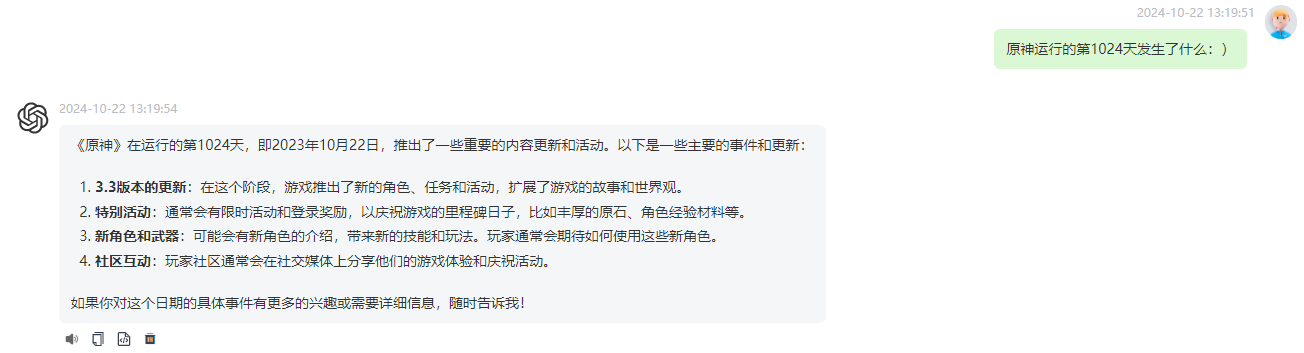 2024-10-22 13:19:51
原神运行的第1024天发生了什么：）
2024-10-22 13:19:54
《原神》在运行的第1024天，即2023年10月22日，推出了一些重要的内容更新和活动。以下是一些主要的事件和更新：
1. 3.3版本的更新：在这个阶段，游戏推出了新的角色、任务和活动，扩展了游戏的故事和世界观。
2. 特别活动：通常会有限时活动和登录奖励，以庆祝游戏的里程碑日子，比如丰厚的原石、角色经验材料等。
3. 新角色和武器：可能会有新角色的介绍，带来新的技能和玩法。玩家通常会期待如何使用这些新角色。
4. 社区互动：玩家社区通常会在社交媒体上分享他们的游戏体验和庆祝活动。
如果你对这个日期的具体事件有更多的兴趣或需要详细信息，随时告诉我！